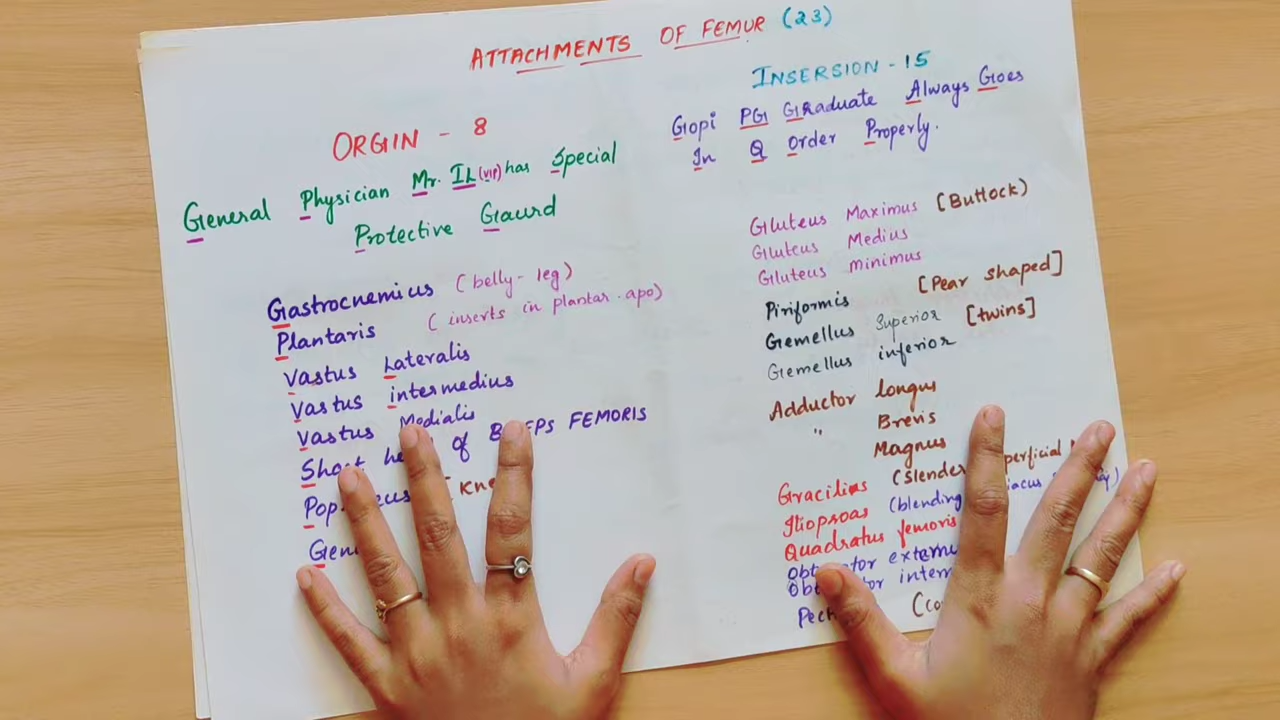 ATTACHMENTS OF FEMUR (23)
ORGIN - 8
General Physician Mr. IL (VIP) has Special
Protective Gaurd
Gastrocnemius (belly-leg)
Plantaris (inserts in plantar.apo)
Vastus Lateralis
Vastus intermedius
Vastus Medialis
of FEMORIS
INSERSION - 15
Gopi PG GRaduate Always Goes
In Q Order Properly.
Gluteus Maximus [Buttock)
Gluteus Medius
Gluteus minimus
Piriformis [Pear shaped]
Gemellus Superior [twins]
Gemellus inferior
Adductor longus
" Brevis
Magnus
(Slender
Iliopsoas (blending
Quadratus femoris